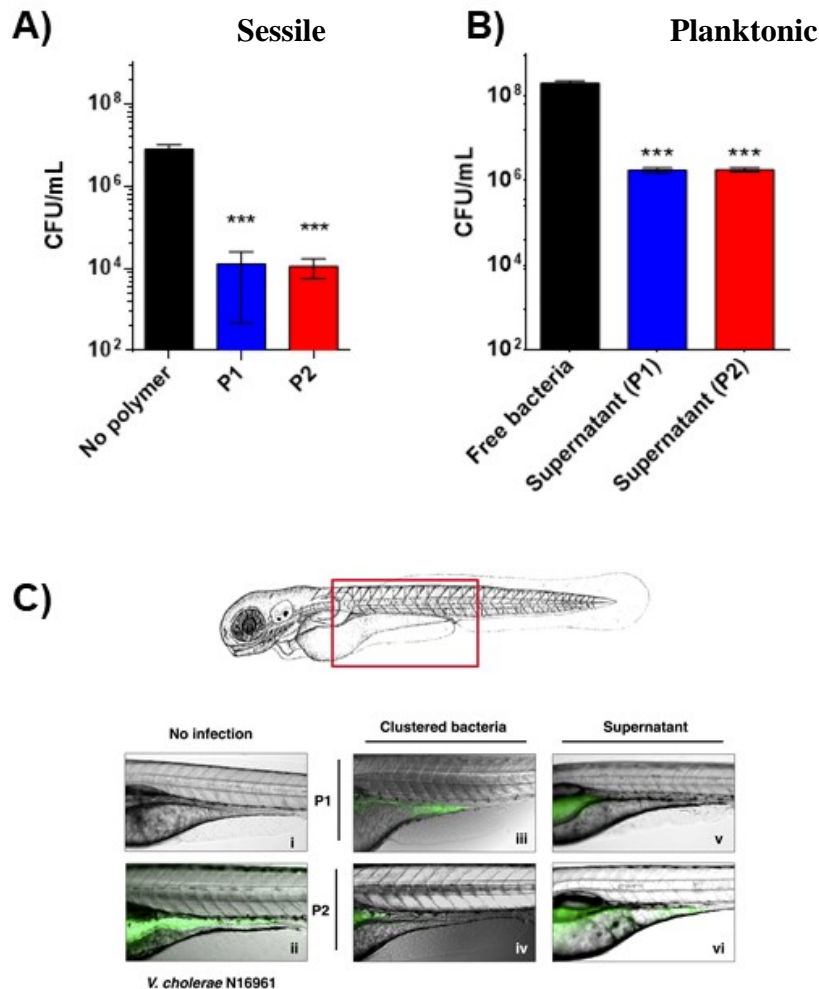 A)
Sessile
CFU/mL
10^8
10^6
10^4
10^2
***
***
No polymer
P1
P2
B)
Planktonic
CFU/mL
10^8
10^6
10^4
10^2
***
***
Free bacteria
Supernatant (P1)
Supernatant (P2)
C)
No infection
Clustered bacteria
Supernatant
P1
i
iii
v
P2
ii
iv
vi
V. cholerae N16961